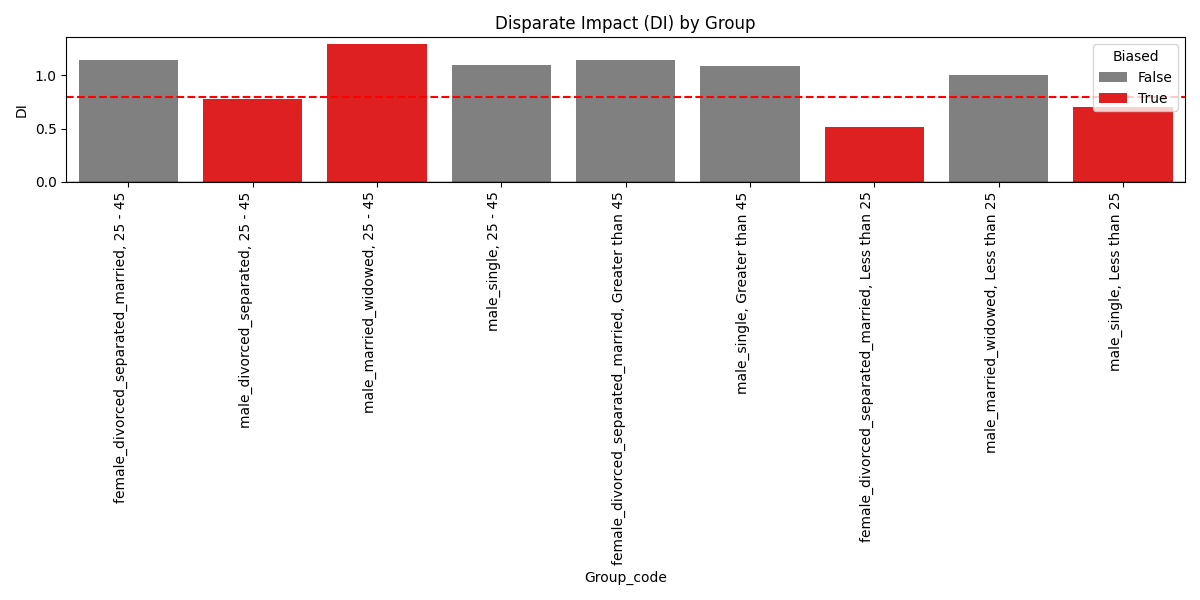 Disparate Impact (DI) by Group
DI
1.0
0.5
0.0
Biased
False
True
female_divorced_separated_married, 25 - 45
male_divorced_separated, 25 - 45
male_married_widowed, 25 - 45
male_single, 25 - 45
female_divorced_separated_married, Greater than 45
male_single, Greater than 45
female_divorced_separated_married, Less than 25
male_married_widowed, Less than 25
male_single, Less than 25
Group_code